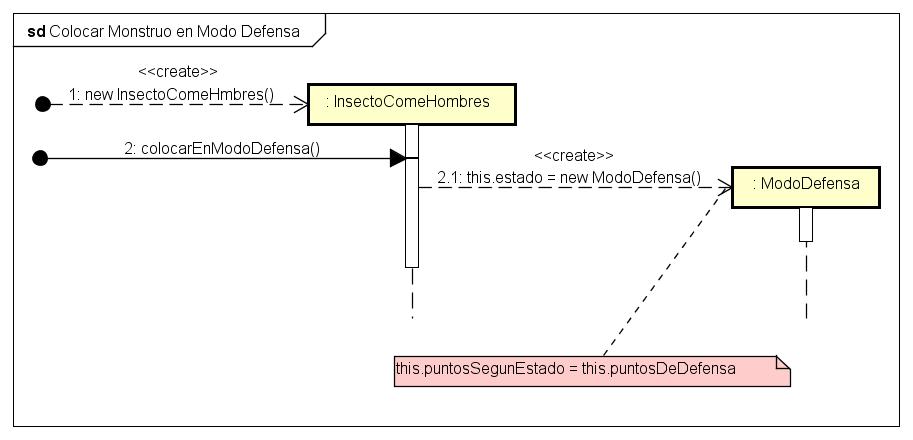 sd Colocar Monstruo en Modo Defensa
<<create>>
1: new InsectoComeHmbres()
: InsectoComeHombres
2: colocarEnModoDefensa()
<<create>>
2.1: this.estado = new ModoDefensa()
: ModoDefensa
this.puntosSegunEstado = this.puntosDeDefensa